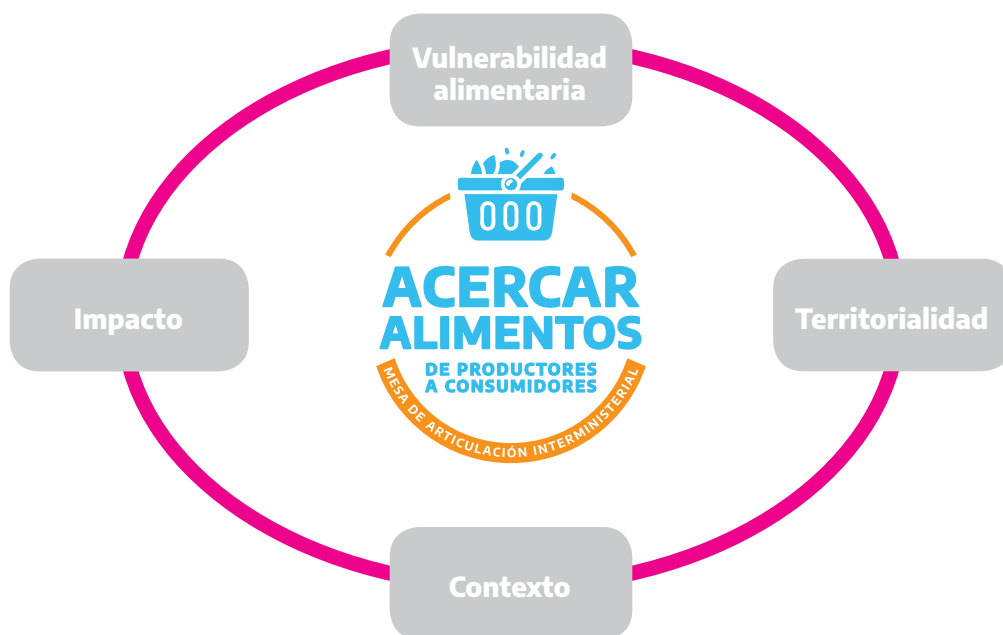 Vulnerabilidad
alimentaria
ACERCAR
ALIMENTOS
DE PRODUCTORES
A CONSUMIDORES
MESA DE ARTICULACIÓN INTERMINISTERIAL
Impacto
Territorialidad
Contexto